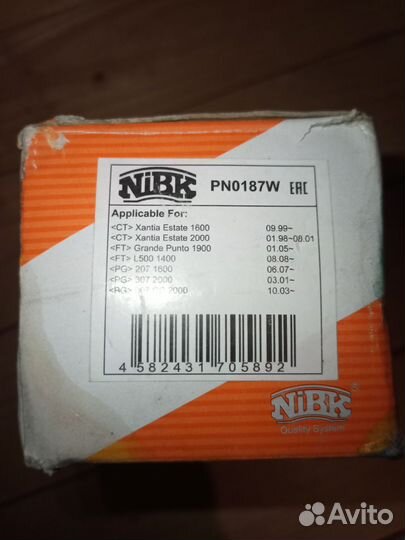 NiBK PN0187W EAC
Applicable For:
<CT> Xantia Estate 1600 09.99~
<CT> Xantia Estate 2000 01.98~08.01
<FT> Grande Punto 1900 01.05~
<FT> L500 1400 08.08~
<PG> 207 1600 06.07~
<PG> 307 2000 03.01~
2000 10.03~
4 582431 705892
NiBK
Quality System
Avito